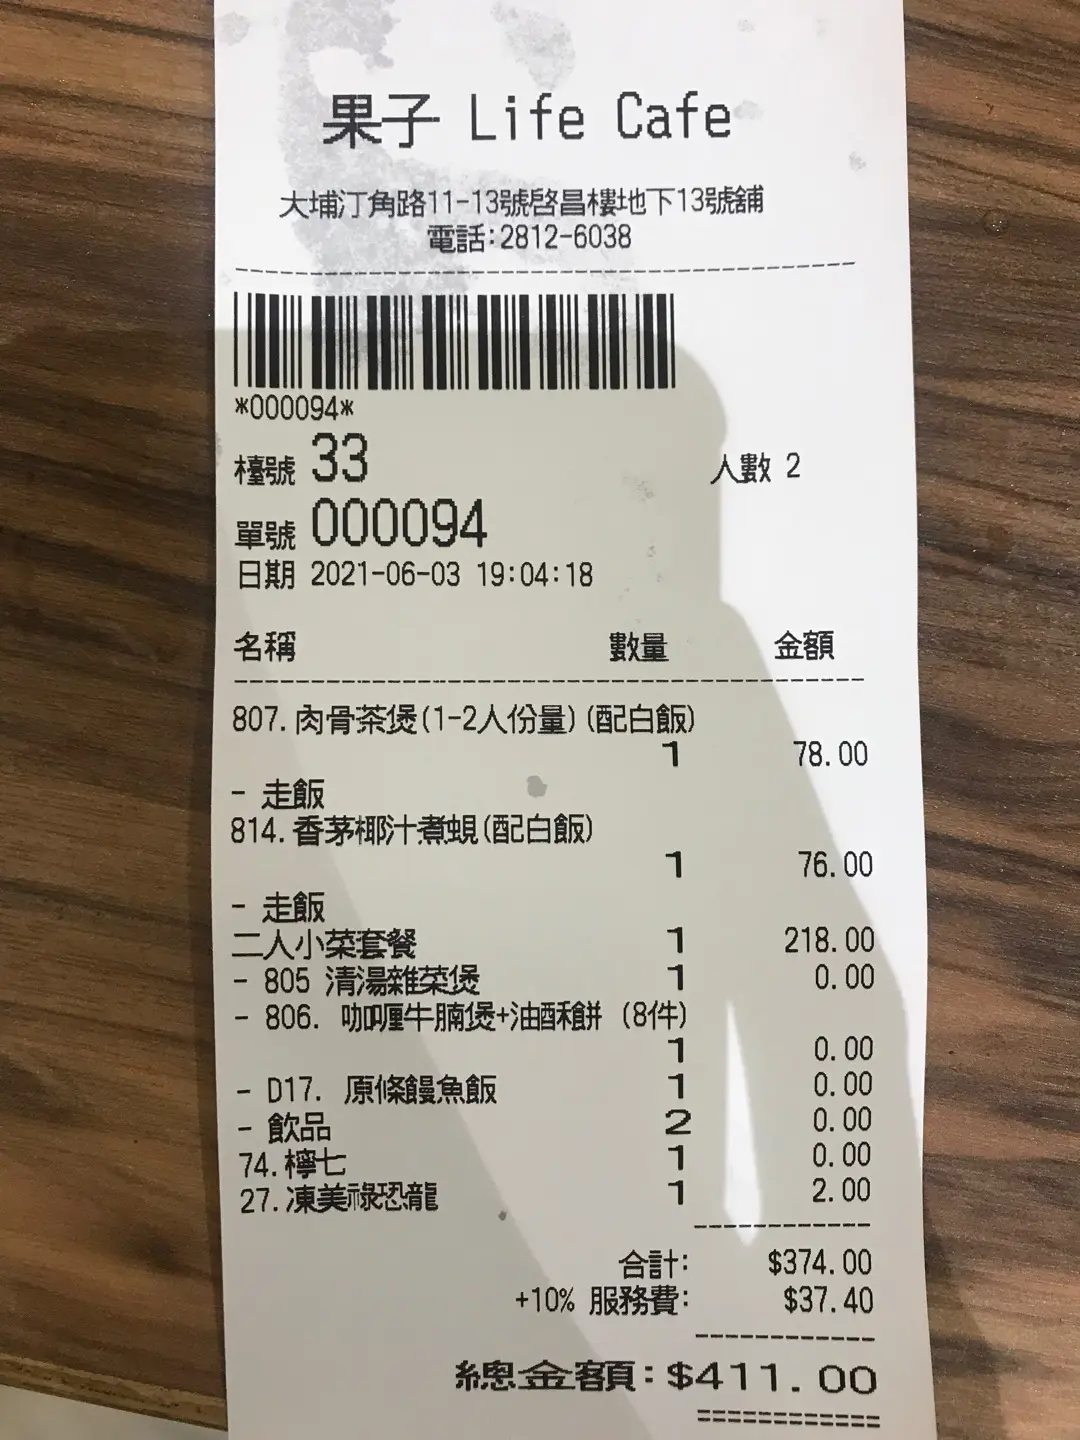 果子 Life Cafe
大埔汀角路11-13號啓昌樓地下13號舖
電話:2812-6038
*000094*
檯號 33 人數 2
單號 000094
日期 2021-06-03 19:04:18
名稱 數量 金額
807.肉骨茶煲(1-2人份量)(配白飯)
1 78.00
- 走飯
814.香茅椰汁煮蜆(配白飯)
1 76.00
- 走飯
二人小菜套餐 1 218.00
- 805 清湯雜菜煲 1 0.00
- 806. 咖喱牛腩煲+油酥餅 (8件)
1 0.00
- D17. 原條鰻魚飯 1 0.00
- 飲品 2 0.00
74.檸七 1 0.00
27.凍美祿恐龍 1 2.00
合計: $374.00
+10% 服務費: $37.40
總金額:$411.00